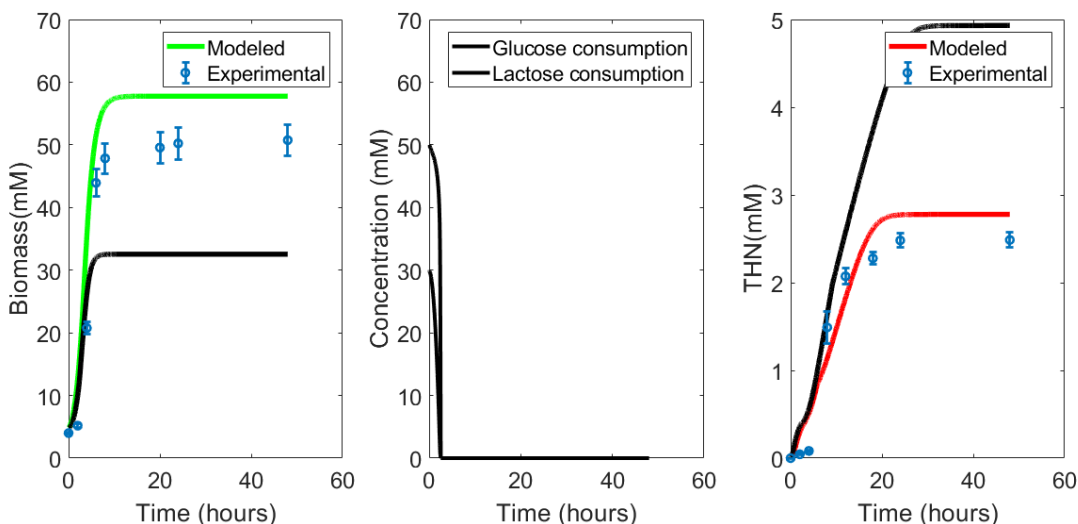 70
60
50
40
30
20
10
0
Biomass(mM)
Modeled
Experimental
0 20 40 60
Time (hours)
70
60
50
40
30
20
10
0
Concentration (mM)
Glucose consumption
Lactose consumption
0 20 40 60
Time (hours)
5
4
3
2
1
0
THN(mM)
Modeled
Experimental
0 20 40 60
Time (hours)